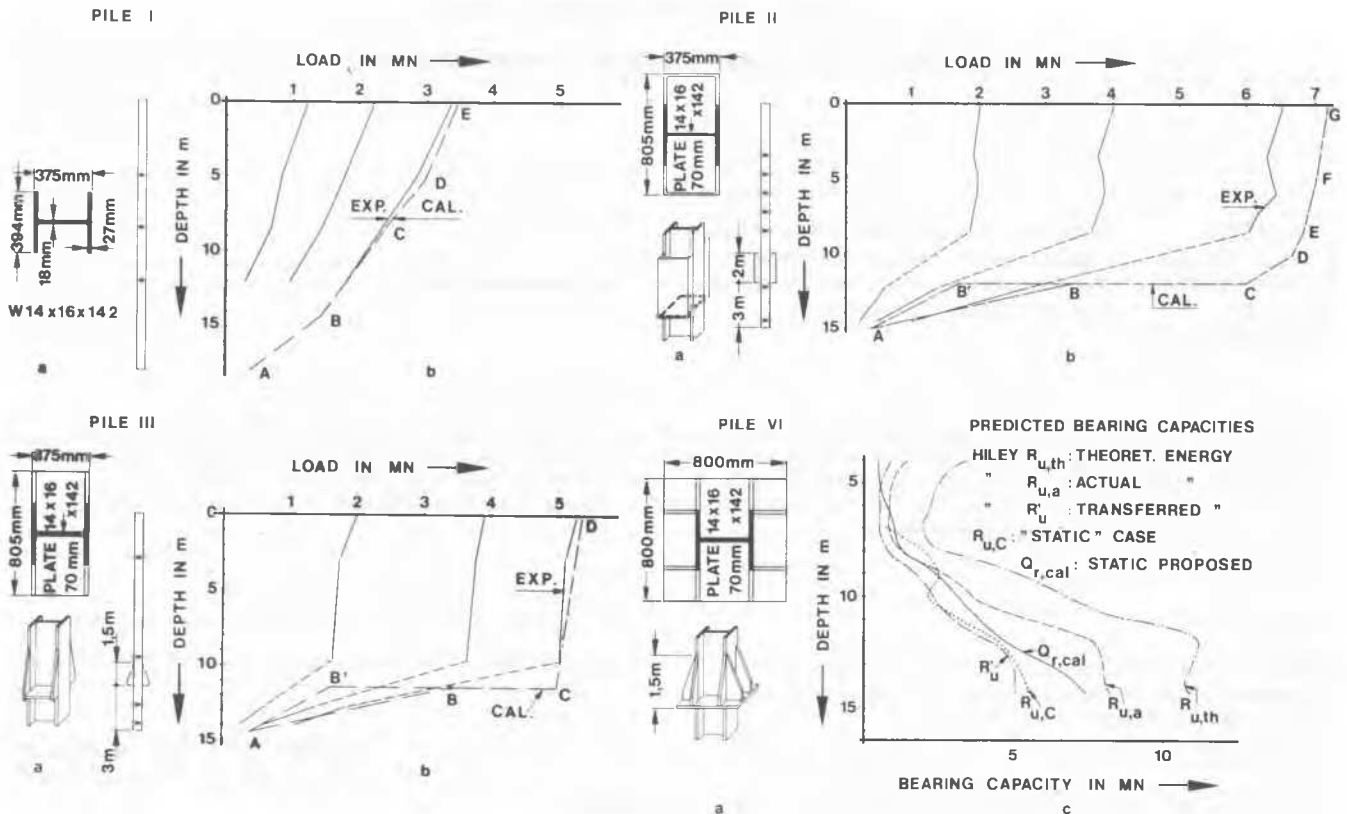 PILE I
LOAD IN MN
1 2 3 4 5
0
10
15
DEPTH IN m
375mm
394mm
18mm
27mm
W14x16x142
EXP.
CAL.
A
B
C
D
E
a
b
PILE II
375mm
805mm
PLATE 14x16
70mm x142
2m
3m
LOAD IN MN
1 2 3 4 5 6 7
0
5
10
15
DEPTH IN m
EXP.
CAL.
A
B'
B
C
D
E
F
G
a
b
PILE III
375mm
805mm
PLATE 14x16
70mm x142
1,5m
3m
LOAD IN MN
1 2 3 4 5
0
5
10
15
DEPTH IN m
EXP.
CAL.
A
B'
B
C
D
a
b
PILE VI
800mm
800mm
PLATE 14x16
70mm x142
1,5m
a
PREDICTED BEARING CAPACITIES
HILEY Ru,th : THEORET. ENERGY
" Ru,a : ACTUAL "
" R'u : TRANSFERRED "
Ru,C : "STATIC" CASE
Qr,cal : STATIC PROPOSED
5
10
15
DEPTH IN m
Qr,cal
R'u
Ru,C
Ru,a
Ru,th
5 10
BEARING CAPACITY IN MN
c